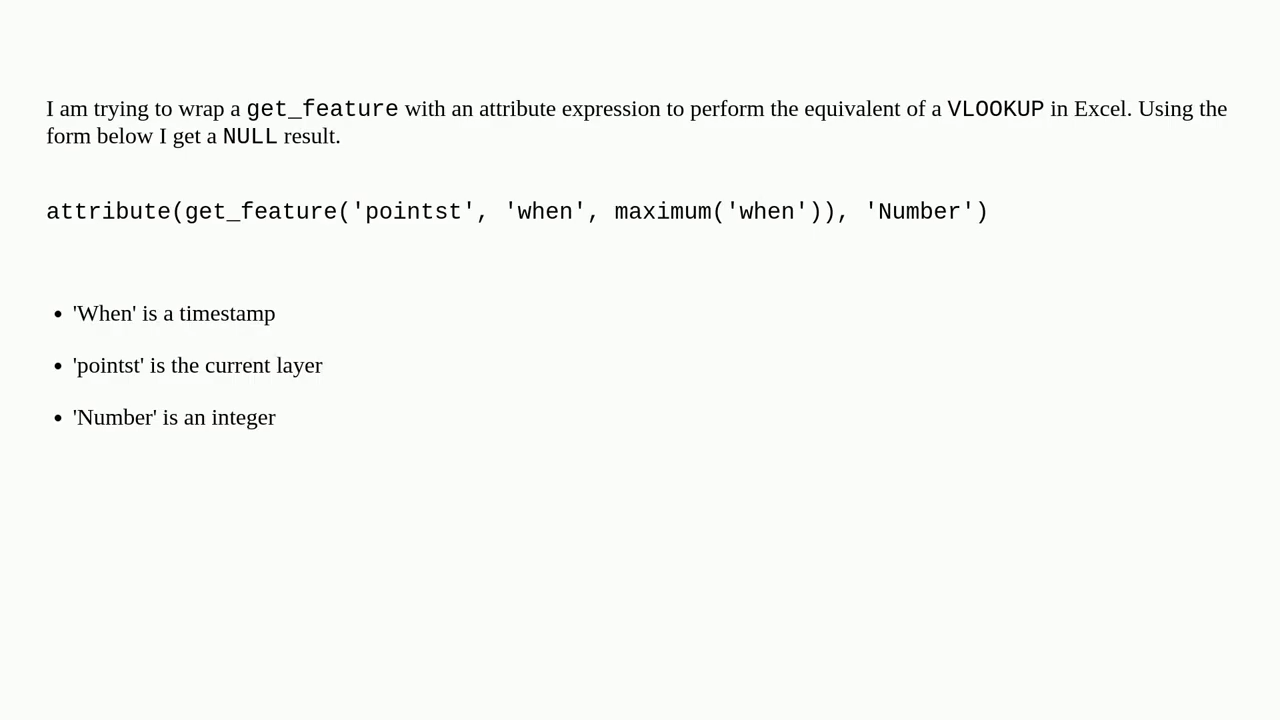 I am trying to wrap a get_feature with an attribute expression to perform the equivalent of a VLOOKUP in Excel. Using the
form below I get a NULL result.
attribute(get_feature('pointst', 'when', maximum('when')), 'Number')
• 'When' is a timestamp
• 'pointst' is the current layer
• 'Number' is an integer